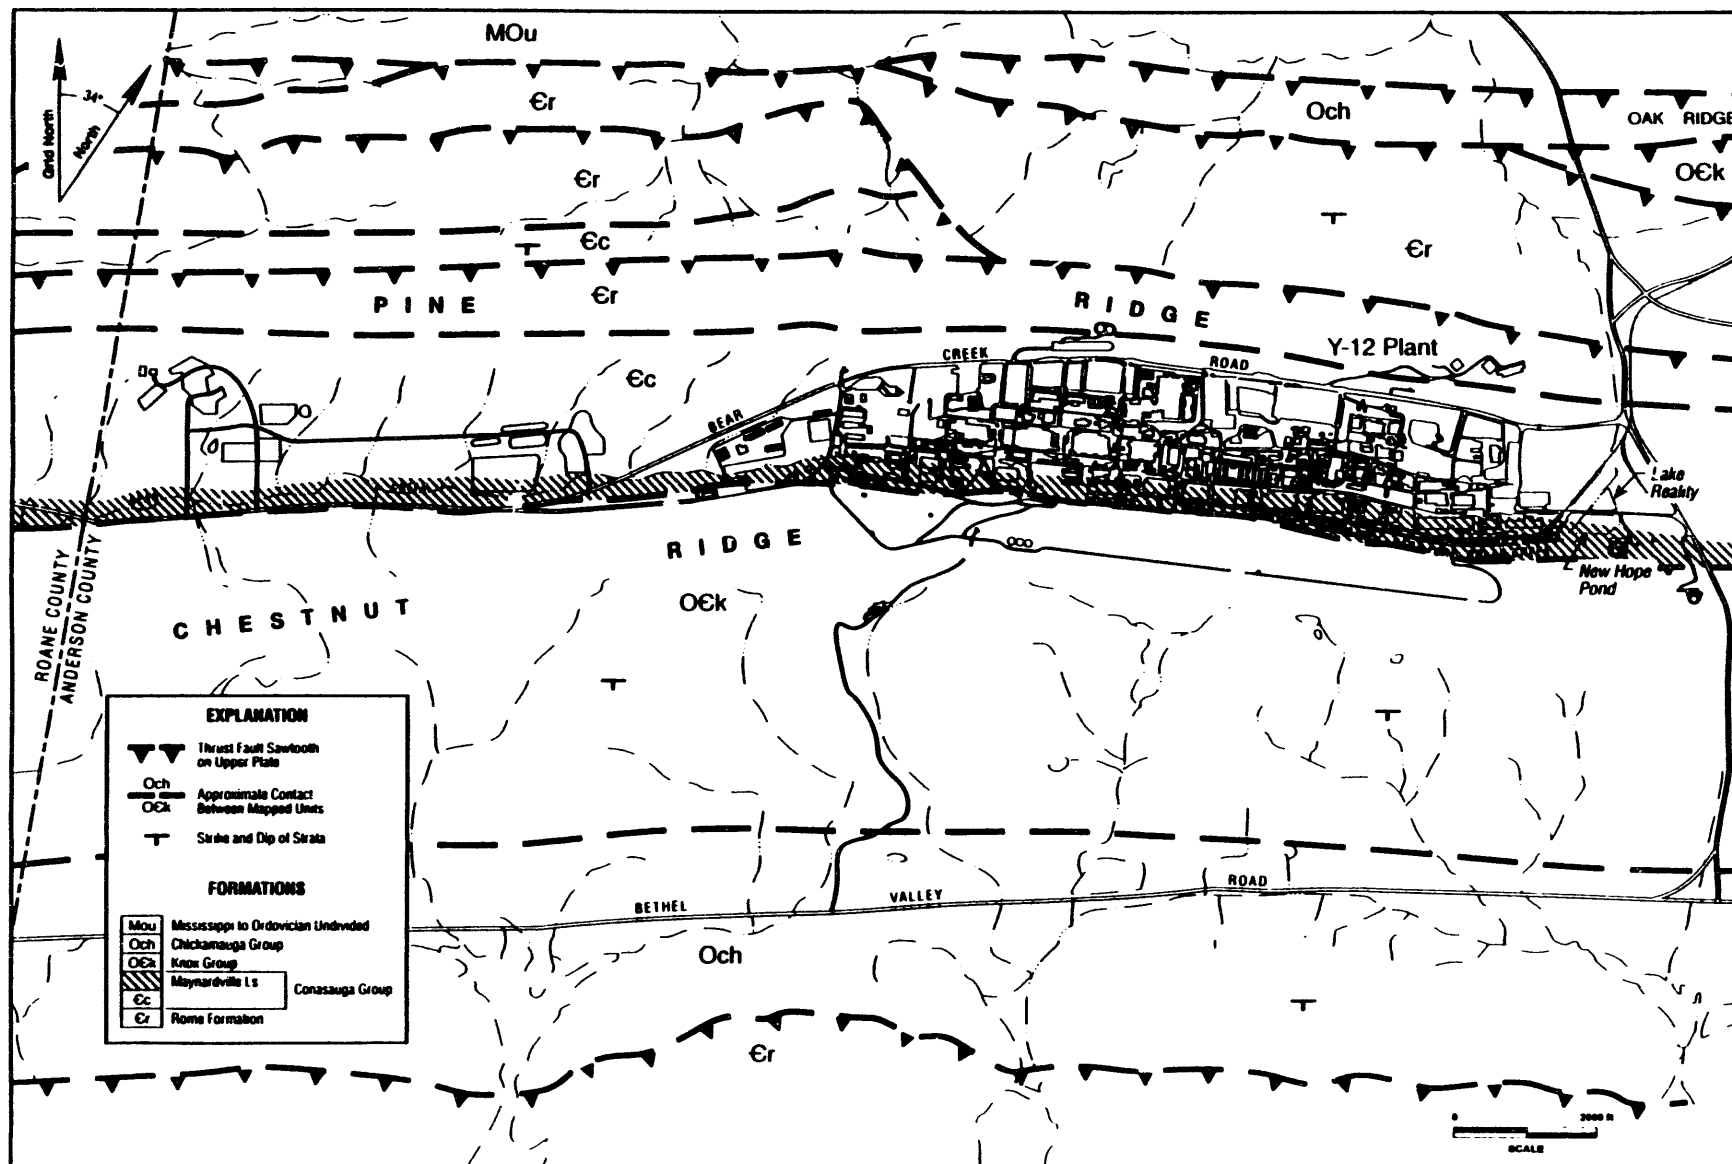 MOu
Grid North
34°
North
Єr
Och
OAK RIDGE
Єr
OЄk
Єc
Єr
Єr
PINE RIDGE
CREEK
ROAD
Y-12 Plant
Єc
BEAR
Lake
Reality
RIDGE
New Hope
Pond
ROANE COUNTY
ANDERSON COUNTY
CHESTNUT
OЄk
EXPLANATION
Thrust Fault Sawtooth
on Upper Plate
Och
OЄk
Approximate Contact
Between Mapped Units
Strike and Dip of Strata
FORMATIONS
Mou Mississippi to Ordovician Undivided
Och Chickamauga Group
OЄk Knox Group
Maynardville Ls
Conasauga Group
Єc
Єr Rome Formation
BETHEL VALLEY ROAD
Och
Єr
0 2000 ft
SCALE